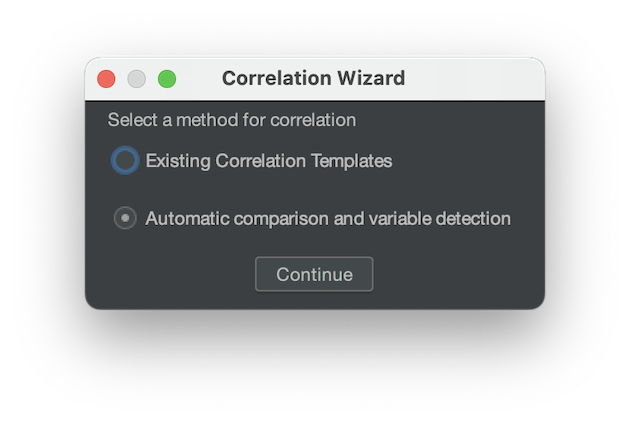 Correlation Wizard
Select a method for correlation
Existing Correlation Templates
Automatic comparison and variable detection
Continue